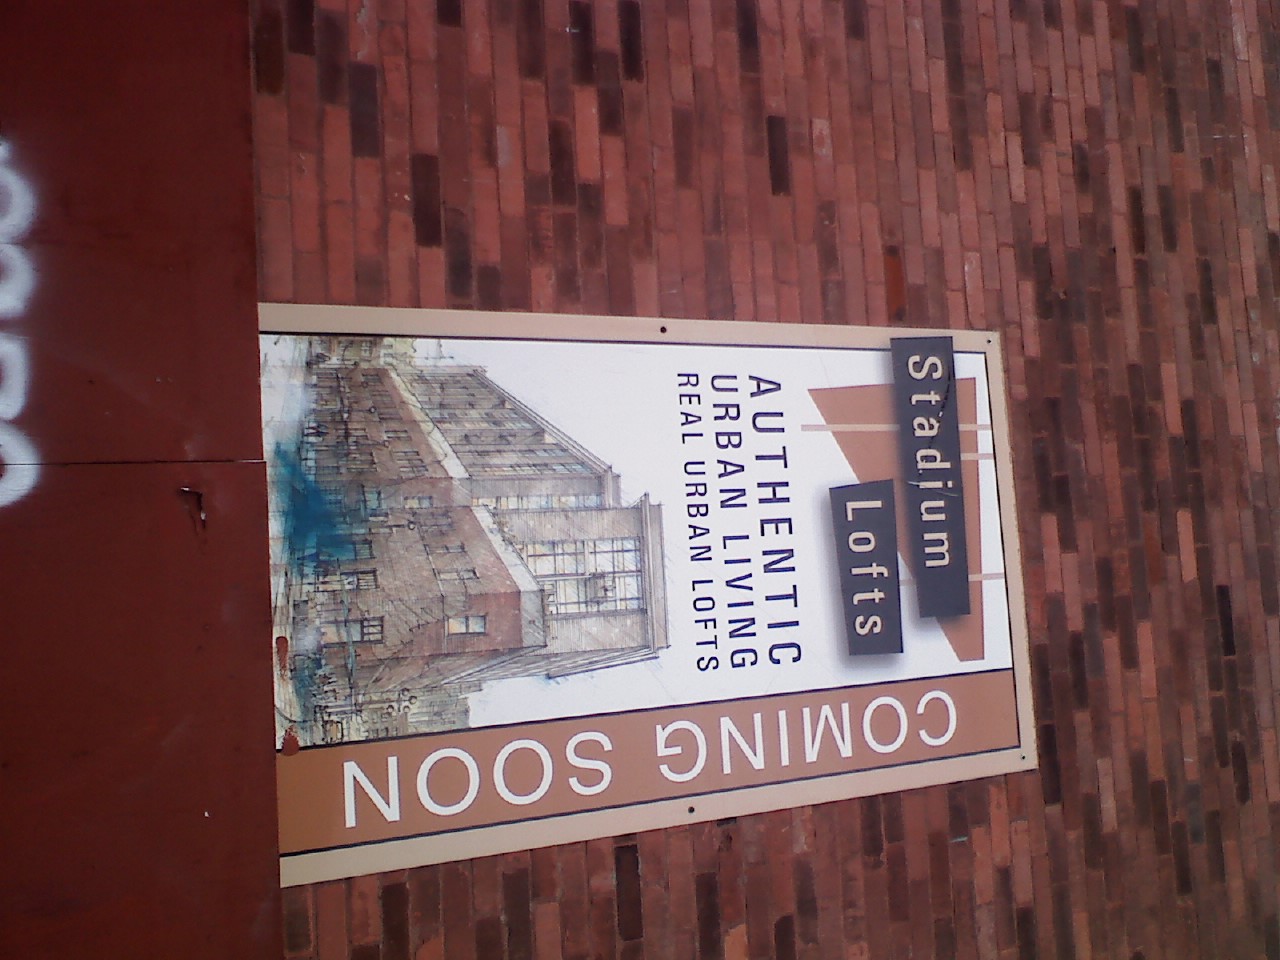 Stadium
Lofts
AUTHENTIC
URBAN LIVING
REAL URBAN LOFTS
COMING SOON